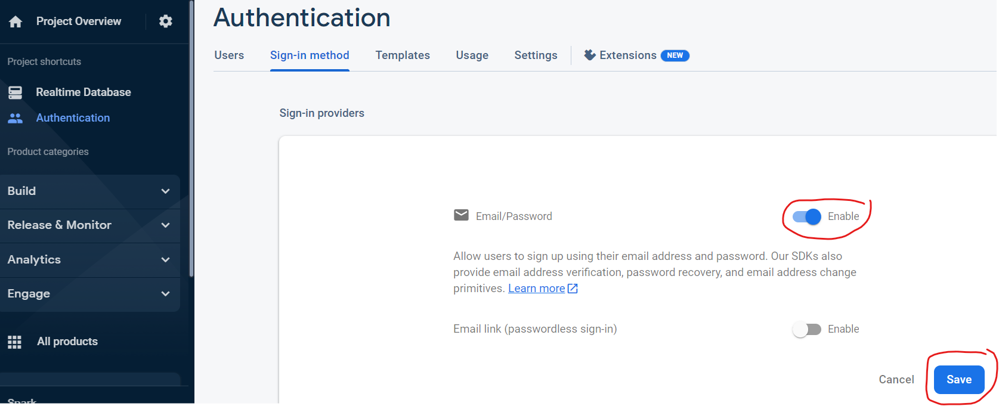 Project Overview
Project shortcuts
Realtime Database
Authentication
Product categories
Build
Release & Monitor
Analytics
Engage
All products
Spark
Authentication
Users Sign-in method Templates Usage Settings Extensions NEW
Sign-in providers
Email/Password Enable
Allow users to sign up using their email address and password. Our SDKs also
provide email address verification, password recovery, and email address change
primitives. Learn more
Email link (passwordless sign-in) Enable
Cancel Save